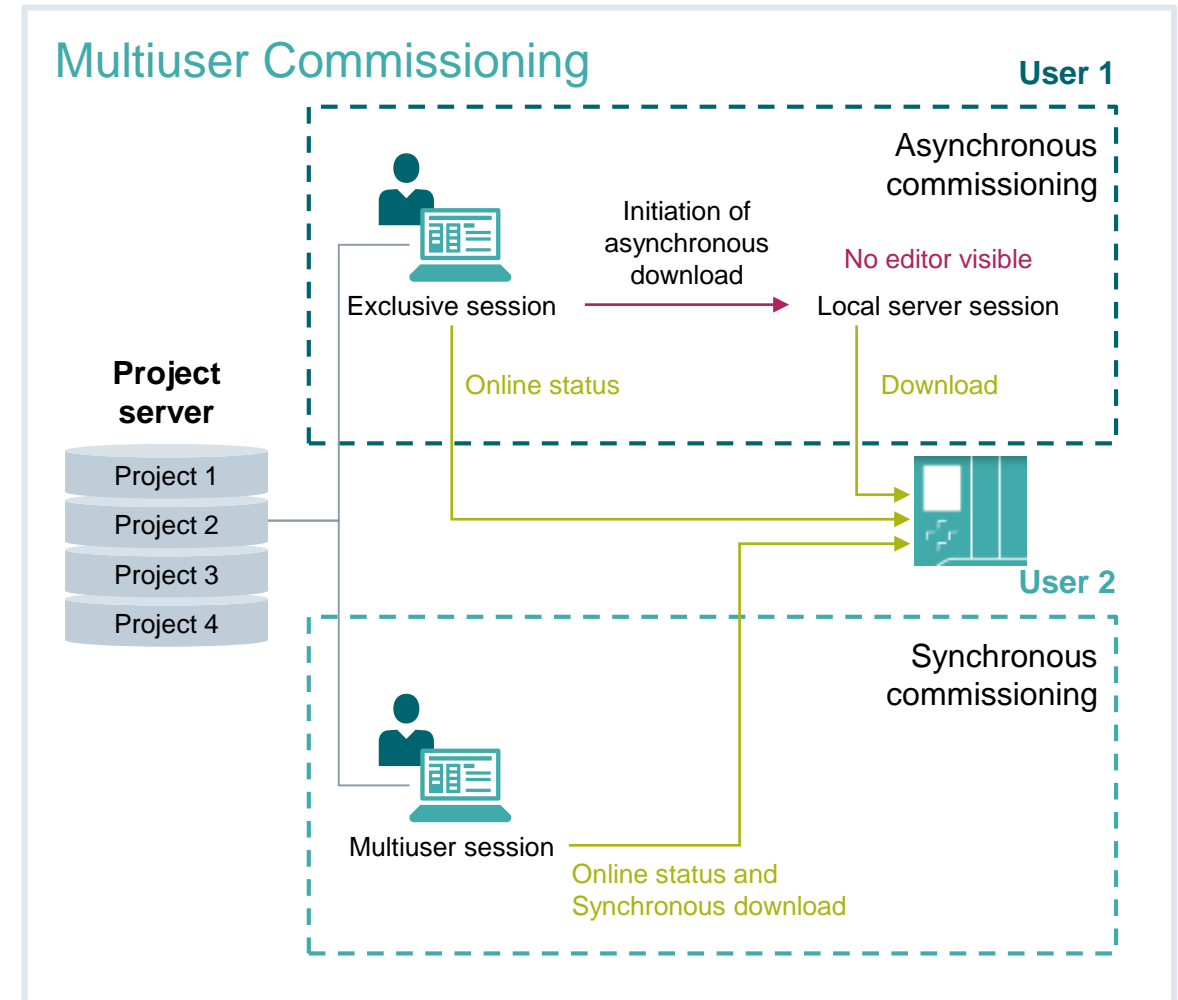 Multiuser Commissioning
User 1
Asynchronous
commissioning
Initiation of
asynchronous
download
No editor visible
Exclusive session
Local server session
Online status
Download
Project
server
Project 1
Project 2
Project 3
Project 4
User 2
Synchronous
commissioning
Multiuser session
Online status and
Synchronous download